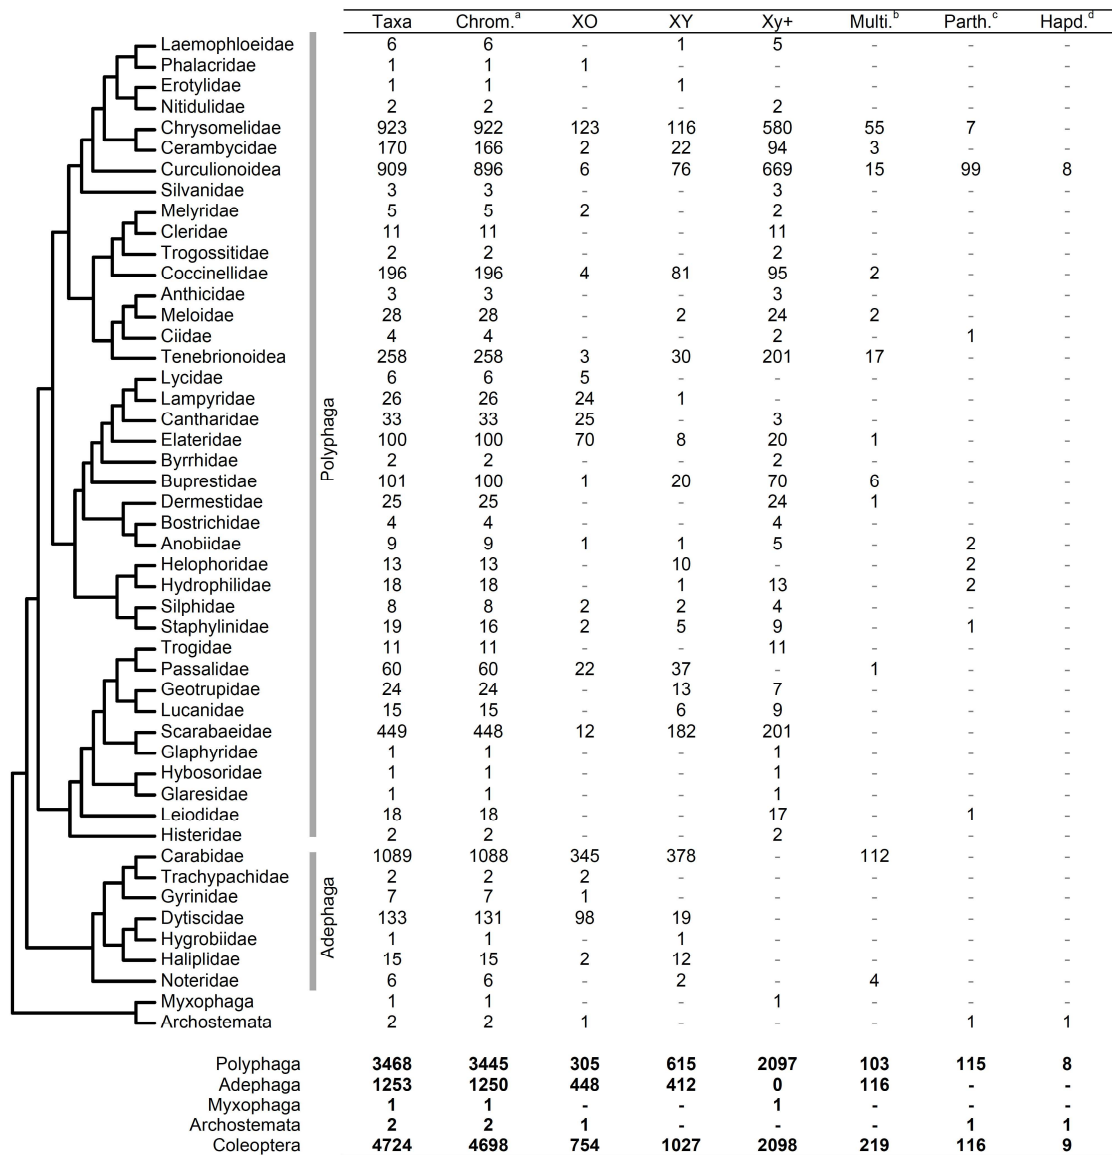 Taxa Chrom.a XO XY Xy+ Multi.b Parth.c Hapd.d
Laemophloeidae 6 6 - 1 5 - - -
Phalacridae 1 1 1 - - - - -
Erotylidae 1 1 - 1 - - - -
Nitidulidae 2 2 - - 2 - - -
Chrysomelidae 923 922 123 116 580 55 7 -
Cerambycidae 170 166 2 22 94 3 - -
Curculionoidea 909 896 6 76 669 15 99 8
Silvanidae 3 3 - - 3 - - -
Melyridae 5 5 2 - 2 - - -
Cleridae 11 11 - - 11 - - -
Trogossitidae 2 2 - - 2 - - -
Coccinellidae 196 196 4 81 95 2 - -
Anthicidae 3 3 - - 3 - - -
Meloidae 28 28 - 2 24 2 - -
Ciidae 4 4 - - 2 - 1 -
Tenebrionoidea 258 258 3 30 201 17 - -
Lycidae 6 6 5 - - - - -
Lampyridae 26 26 24 1 - - - -
Cantharidae 33 33 25 - 3 - - -
Elateridae 100 100 70 8 20 1 - -
Byrrhidae 2 2 - - 2 - - -
Buprestidae 101 100 1 20 70 6 - -
Dermestidae 25 25 - - 24 1 - -
Bostrichidae 4 4 - - 4 - - -
Anobiidae 9 9 1 1 5 - 2 -
Helophoridae 13 13 - 10 - - 2 -
Hydrophilidae 18 18 - 1 13 - 2 -
Silphidae 8 8 2 2 4 - - -
Staphylinidae 19 16 2 5 9 - 1 -
Trogidae 11 11 - - 11 - - -
Passalidae 60 60 22 37 - 1 - -
Geotrupidae 24 24 - 13 7 - - -
Lucanidae 15 15 - 6 9 - - -
Scarabaeidae 449 448 12 182 201 - - -
Glaphyridae 1 1 - - 1 - - -
Hybosoridae 1 1 - - 1 - - -
Glaresidae 1 1 - - 1 - - -
Leiodidae 18 18 - - 17 - 1 -
Histeridae 2 2 - - 2 - - -
Polyphaga
Carabidae 1089 1088 345 378 - 112 - -
Trachypachidae 2 2 2 - - - - -
Gyrinidae 7 7 1 - - - - -
Dytiscidae 133 131 98 19 - - - -
Hygrobiidae 1 1 - 1 - - - -
Haliplidae 15 15 2 12 - - - -
Noteridae 6 6 - 2 - 4 - -
Adephaga
Myxophaga 1 1 - - 1 - - -
Archostemata 2 2 1 - - - 1 1
Polyphaga 3468 3445 305 615 2097 103 115 8
Adephaga 1253 1250 448 412 0 116 - -
Myxophaga 1 1 - - 1 - - -
Archostemata 2 2 1 - - - 1 1
Coleoptera 4724 4698 754 1027 2098 219 116 9